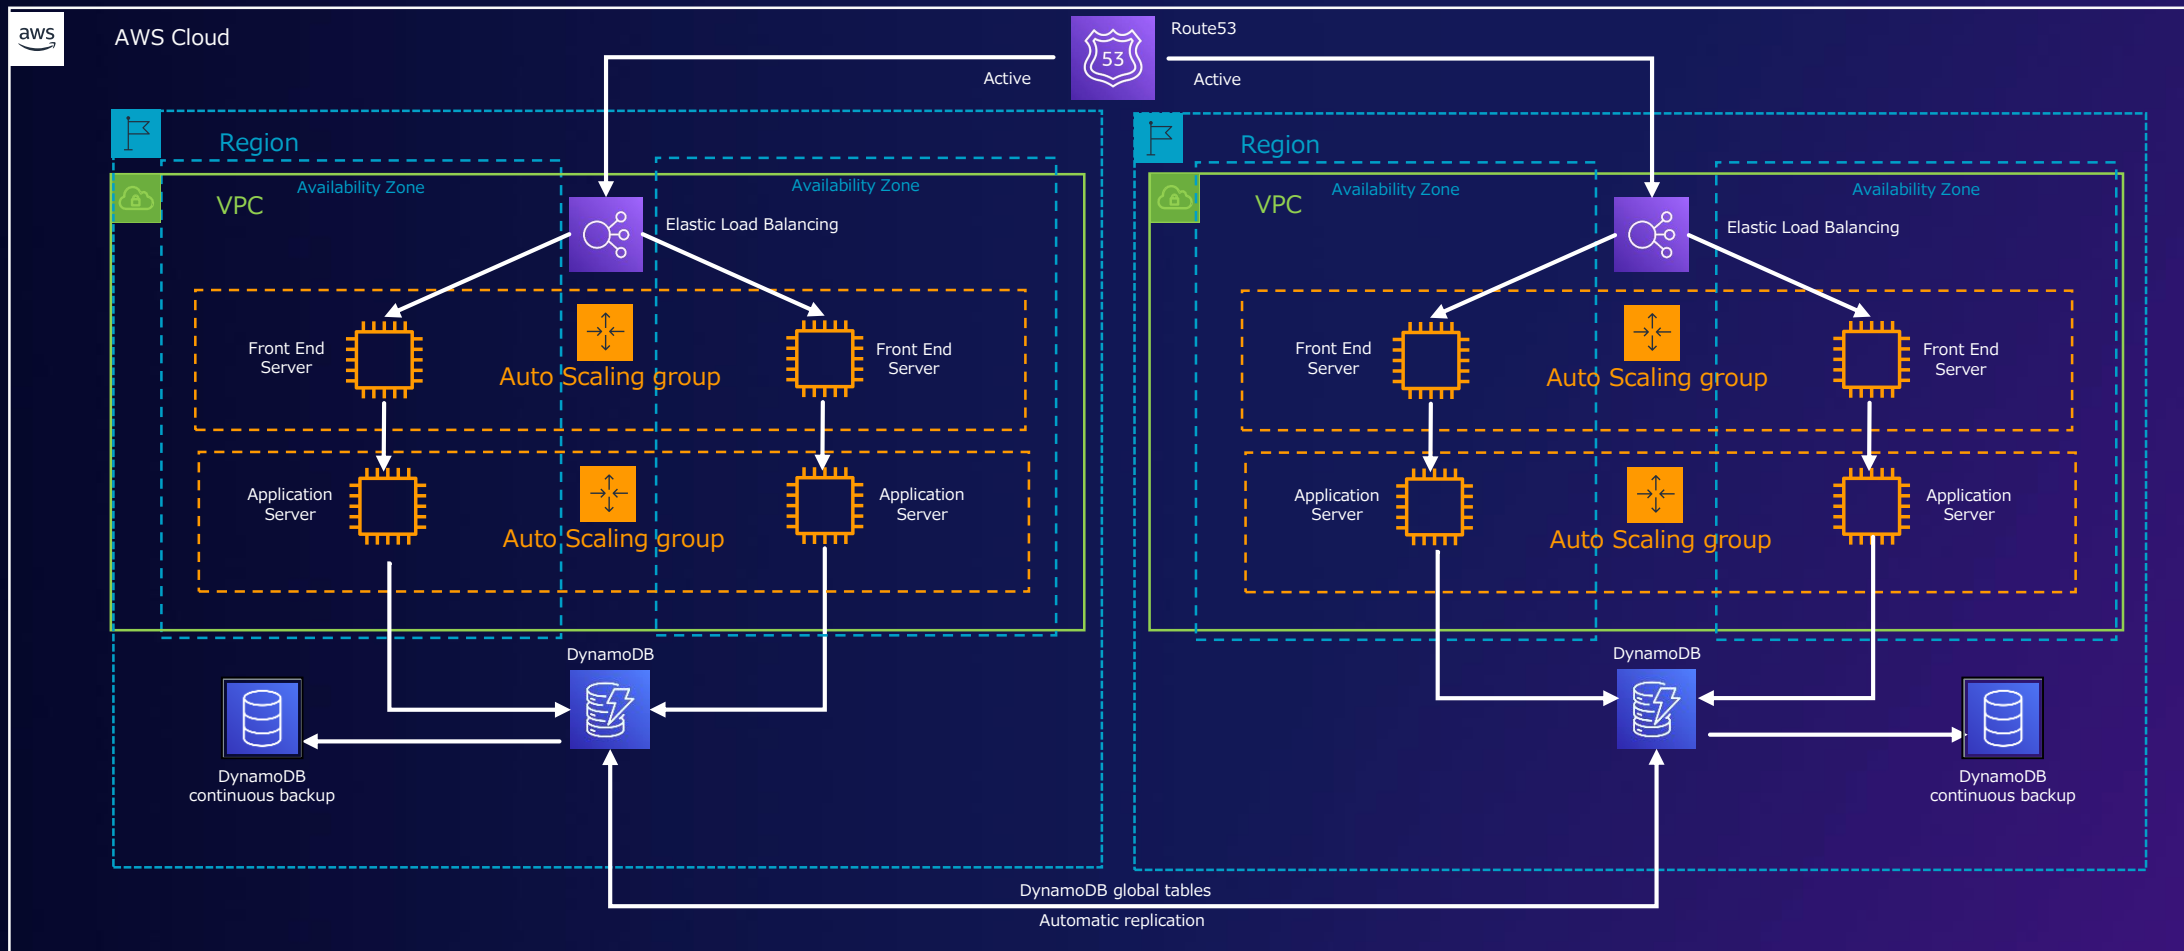 aws
AWS Cloud
Route53
53
Active
Active
Region
Region
Availability Zone
Availability Zone
Availability Zone
Availability Zone
VPC
VPC
Elastic Load Balancing
Elastic Load Balancing
Front End
Server
Auto Scaling group
Front End
Server
Front End
Server
Auto Scaling group
Front End
Server
Application
Server
Auto Scaling group
Application
Server
Application
Server
Auto Scaling group
Application
Server
DynamoDB
DynamoDB
DynamoDB
continuous backup
DynamoDB
continuous backup
DynamoDB global tables
Automatic replication